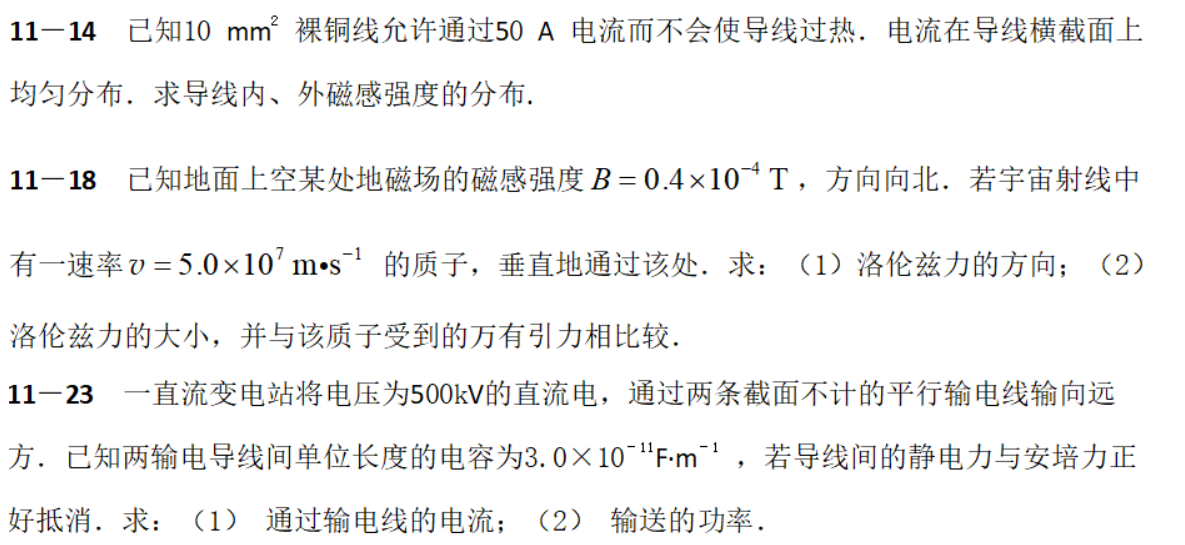 11－14 已知10 mm² 裸铜线允许通过50 A 电流而不会使导线过热．电流在导线横截面上
均匀分布．求导线内、外磁感强度的分布.
11－18 已知地面上空某处地磁场的磁感强度 B = 0.4×10⁻⁴ T ，方向向北．若宇宙射线中
有一速率 v = 5.0×10⁷ m•s⁻¹ 的质子，垂直地通过该处．求：（1）洛伦兹力的方向；（2）
洛伦兹力的大小，并与该质子受到的万有引力相比较．
11－23 一直流变电站将电压为500kV的直流电，通过两条截面不计的平行输电线输向远
方．已知两输电导线间单位长度的电容为3.0×10⁻¹¹F·m⁻¹ ，若导线间的静电力与安培力正
好抵消．求：（1） 通过输电线的电流；（2） 输送的功率．